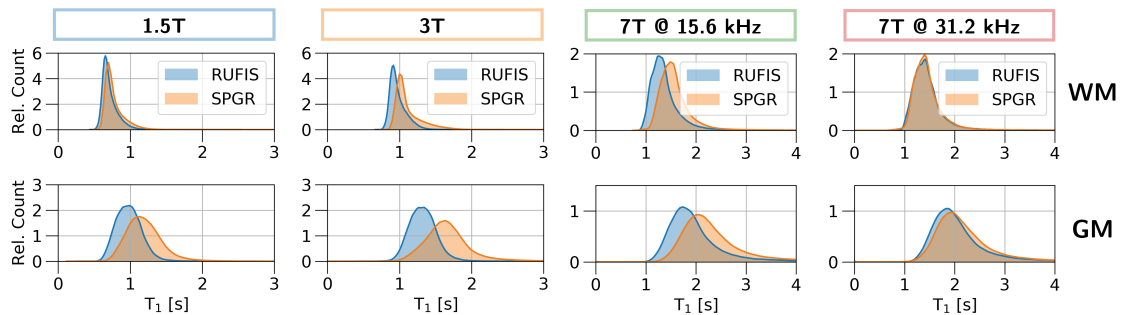 1.5T 3T 7T @ 15.6 kHz 7T @ 31.2 kHz
Rel. Count 6 4 2 0 RUFIS SPGR 0 1 2 3
6 4 2 0 RUFIS SPGR 0 1 2 3
2 1 0 RUFIS SPGR 0 1 2 3 4
2 1 0 RUFIS SPGR 0 1 2 3 4
WM
Rel. Count 3 2 1 0 0 1 2 3
T1 [s]
3 2 1 0 0 1 2 3
T1 [s]
1 0 0 1 2 3 4
T1 [s]
1 0 0 1 2 3 4
T1 [s]
GM